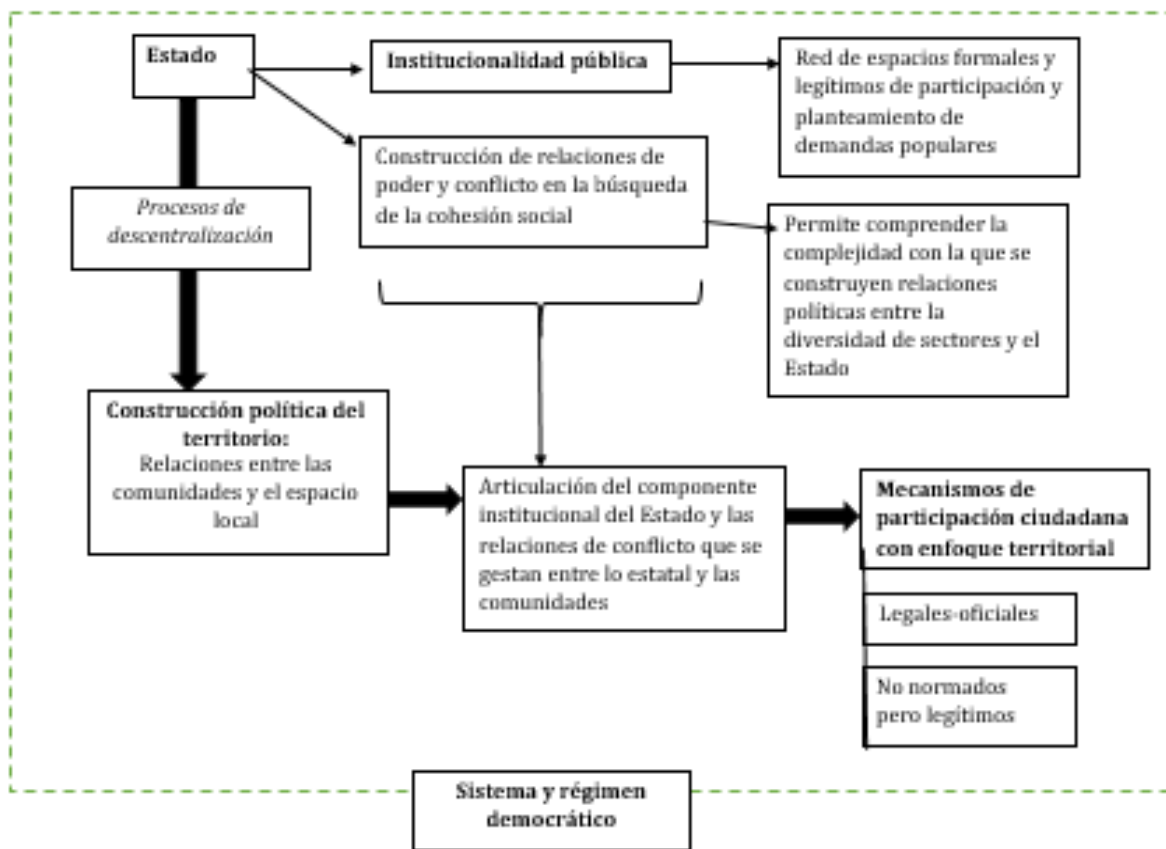 Estado
Institucionalidad pública
Red de espacios formales y
legítimos de participación y
planteamiento de
demandas populares
Construcción de relaciones de
poder y conflicto en la búsqueda
de la cohesión social
Procesos de
descentralización
Permite comprender la
complejidad con la que se
construyen relaciones
políticas entre la
diversidad de sectores y el
Estado
Construcción política del
territorio:
Relaciones entre las
comunidades y el espacio
local
Articulación del componente
institucional del Estado y las
relaciones de conflicto que se
gestan entre lo estatal y las
comunidades
Mecanismos de
participación ciudadana
con enfoque territorial
Legales-oficiales
No normados
pero legítimos
Sistema y régimen
democrático